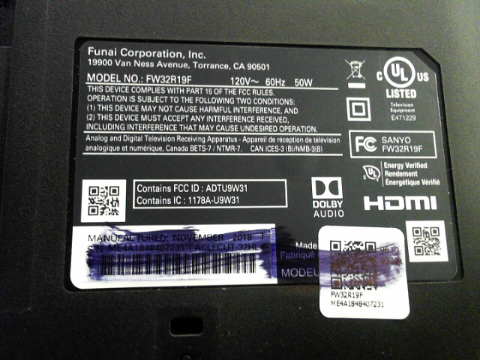 Funai Corporation, Inc.
19900 Van Ness Avenue, Torrance, CA 90501
MODEL NO.: FW32R19F 120V~ 60Hz 50W
THIS DEVICE COMPLIES WITH PART 15 OF THE FCC RULES.
OPERATION IS SUBJECT TO THE FOLLOWING TWO CONDITIONS:
(1) THIS DEVICE MAY NOT CAUSE HARMFUL INTERFERENCE, AND
(2) THIS DEVICE MUST ACCEPT ANY INTERFERENCE RECEIVED,
INCLUDING INTERFERENCE THAT MAY CAUSE UNDESIRED OPERATION.
Analog and Digital Television Receiving Apparatus - Appareil de réception de télévision
analogique et numérique, Canada BETS-7 / NTMR-7. CAN ICES-3 (B)/NMB-3(B)
C UL US
LISTED
Television
Equipment
E471229
FC SANYO
FW32R19F
Energy Verified
Rendement
Énergétique Vérifié
Contains FCC ID : ADTU9W31
Contains IC : 1178A-U9W31
DOLBY
AUDIO
HDMI
MANUFACTURED: NOVEMBER 2018
ME4A1848407231
Made
Fabriqué
MODEL
FW32R19F
ME4A1848407231